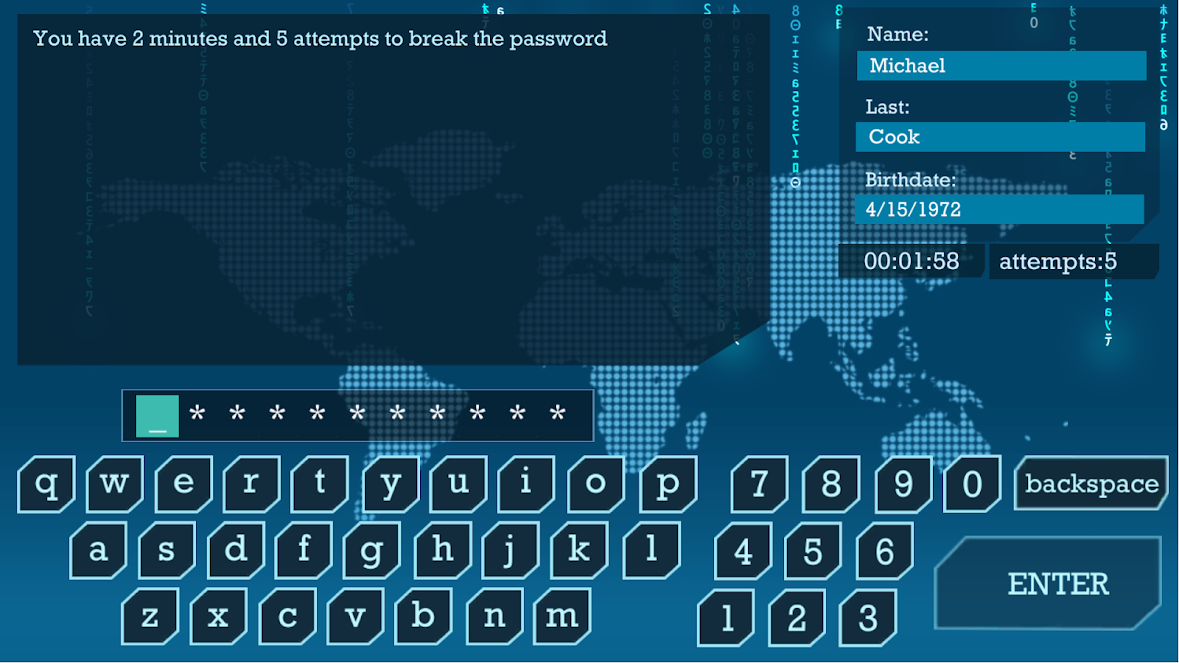 You have 2 minutes and 5 attempts to break the password
Name:
Michael
Last:
Cook
Birthdate:
4/15/1972
00:01:58 attempts:5
_ * * * * * * * * * *
q w e r t y u i o p 7 8 9 0 backspace
a s d f g h j k l 4 5 6
z x c v b n m 1 2 3
ENTER